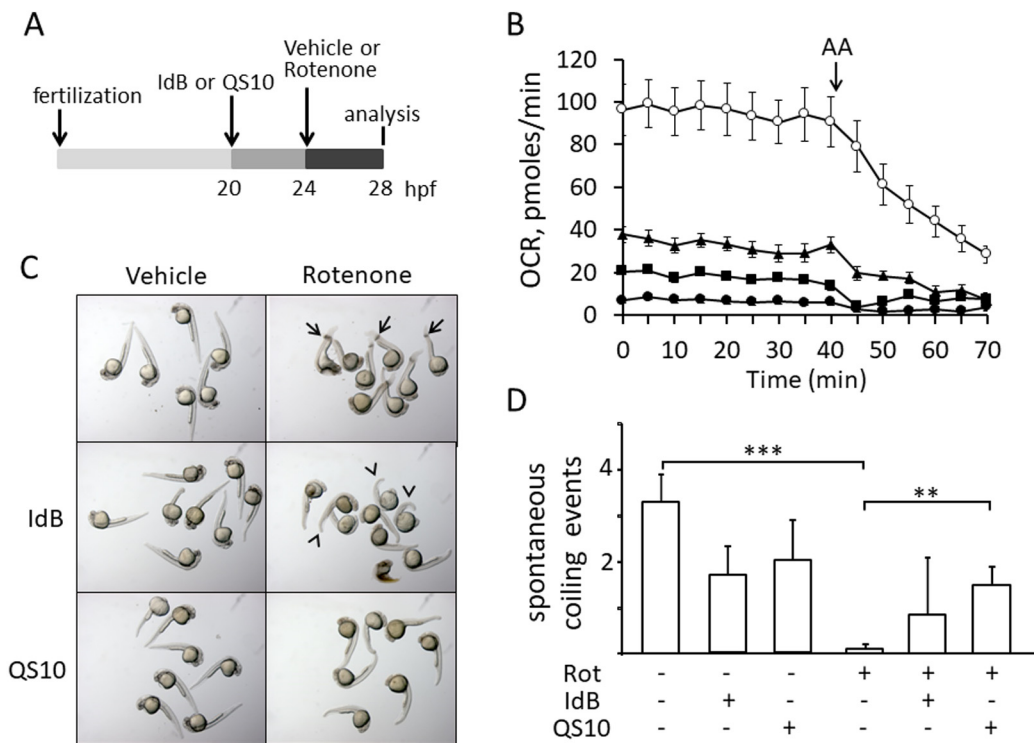 A
fertilization
IdB or QS10
Vehicle or
Rotenone
analysis
20 24 28 hpf
B
AA
OCR, pmoles/min
120
100
80
60
40
20
0
0 10 20 30 40 50 60 70
Time (min)
C
Vehicle Rotenone
IdB
QS10
D
spontaneous
coiling events
4
2
***
**
Rot - - - + + +
IdB - + - - + -
QS10 - - + - - +